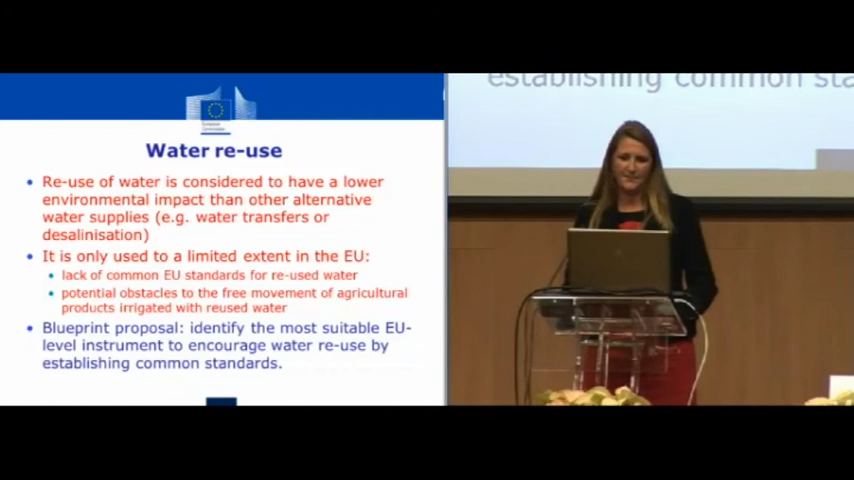 establishing common sta
European
Commission
Water re-use
• Re-use of water is considered to have a lower
environmental impact than other alternative
water supplies (e.g. water transfers or
desalinisation)
• It is only used to a limited extent in the EU:
• lack of common EU standards for re-used water
• potential obstacles to the free movement of agricultural
products irrigated with reused water
• Blueprint proposal: identify the most suitable EU-
level instrument to encourage water re-use by
establishing common standards.